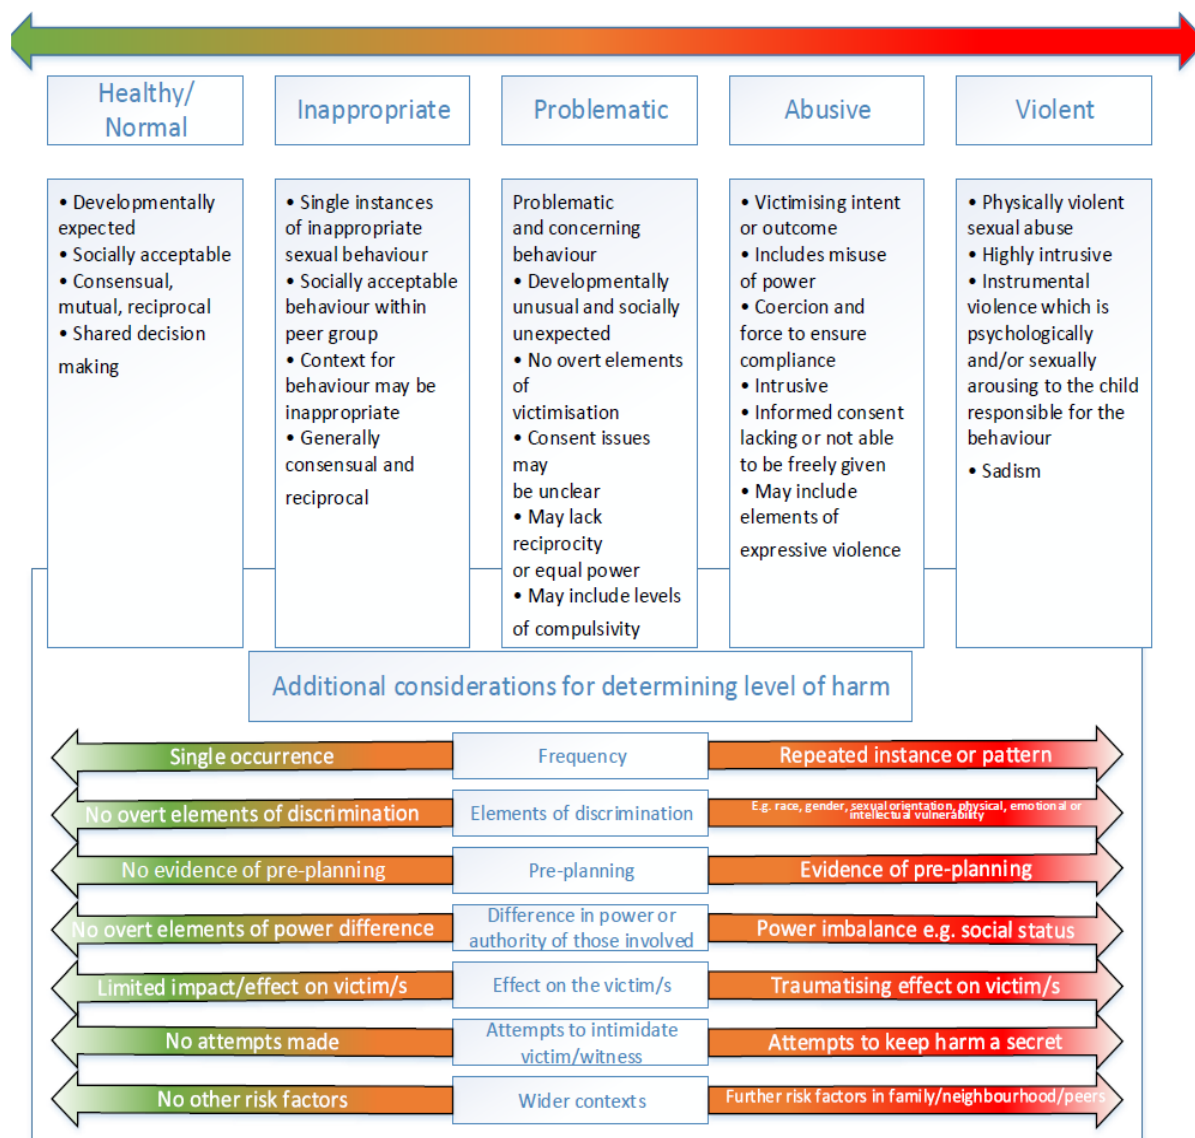 Healthy/
Normal
Inappropriate
Problematic
Abusive
Violent
• Developmentally
expected
• Socially acceptable
• Consensual,
mutual, reciprocal
• Shared decision
making
• Single instances
of inappropriate
sexual behaviour
• Socially acceptable
behaviour within
peer group
• Context for
behaviour may be
inappropriate
• Generally
consensual and
reciprocal
Problematic
and concerning
behaviour
• Developmentally
unusual and socially
unexpected
• No overt elements
of
victimisation
• Consent issues
may
be unclear
• May lack
reciprocity
or equal power
• May include levels
of compulsivity
• Victimising intent
or outcome
• Includes misuse
of power
• Coercion and
force to ensure
compliance
• Intrusive
• Informed consent
lacking or not able
to be freely given
• May include
elements of
expressive violence
• Physically violent
sexual abuse
• Highly intrusive
• Instrumental
violence which is
psychologically
and/or sexually
arousing to the child
responsible for the
behaviour
• Sadism
Additional considerations for determining level of harm
Single occurrence
Frequency
Repeated instance or pattern
No overt elements of discrimination
Elements of discrimination
E.g. race, gender, sexual orientation, physical, emotional or
intellectual vulnerability
No evidence of pre-planning
Pre-planning
Evidence of pre-planning
No overt elements of power difference
Difference in power or
authority of those involved
Power imbalance e.g. social status
Limited impact/effect on victim/s
Effect on the victim/s
Traumatising effect on victim/s
No attempts made
Attempts to intimidate
victim/witness
Attempts to keep harm a secret
No other risk factors
Wider contexts
Further risk factors in family/neighbourhood/peers